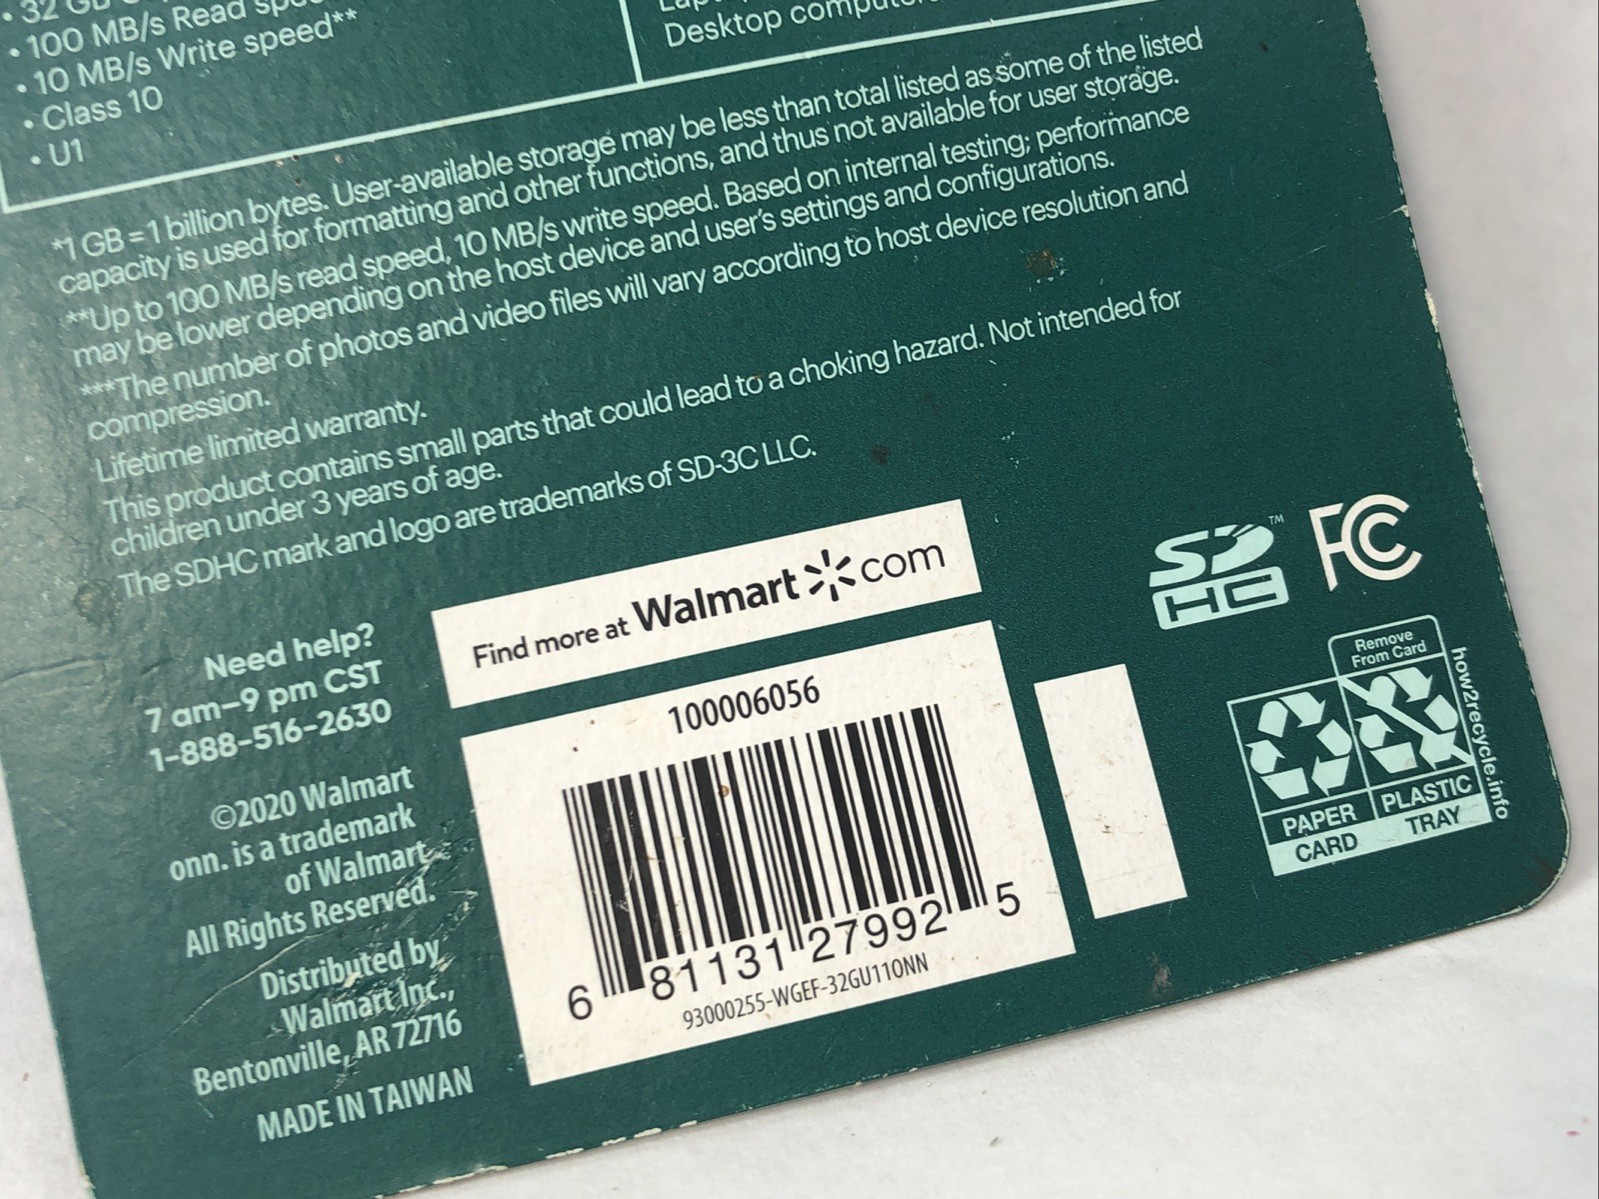 • 32 GB
• 100 MB/s Read
• 10 MB/s Write speed**
• Class 10
• U1
Desktop
*1 GB = 1 billion bytes. User-available storage may be less than total listed as some of the listed
capacity is used for formatting and other functions, and thus not available for user storage.
**Up to 100 MB/s read speed, 10 MB/s write speed. Based on internal testing; performance
may be lower depending on the host device and user's settings and configurations.
***The number of photos and video files will vary according to host device resolution and
compression.
Lifetime limited warranty.
This product contains small parts that could lead to a choking hazard. Not intended for
children under 3 years of age.
The SDHC mark and logo are trademarks of SD-3C LLC.
Need help?
7 am–9 pm CST
1-888-516-2630
©2020 Walmart
onn. is a trademark
of Walmart
All Rights Reserved.
Distributed by
Walmart Inc.,
Bentonville, AR 72716
MADE IN TAIWAN
Find more at Walmart com
100006056
6 81131 27992 5
93000255-WGEF-32GU110NN
SD TM
HC
FC
Remove
From Card
PAPER PLASTIC
CARD TRAY
how2recycle.info